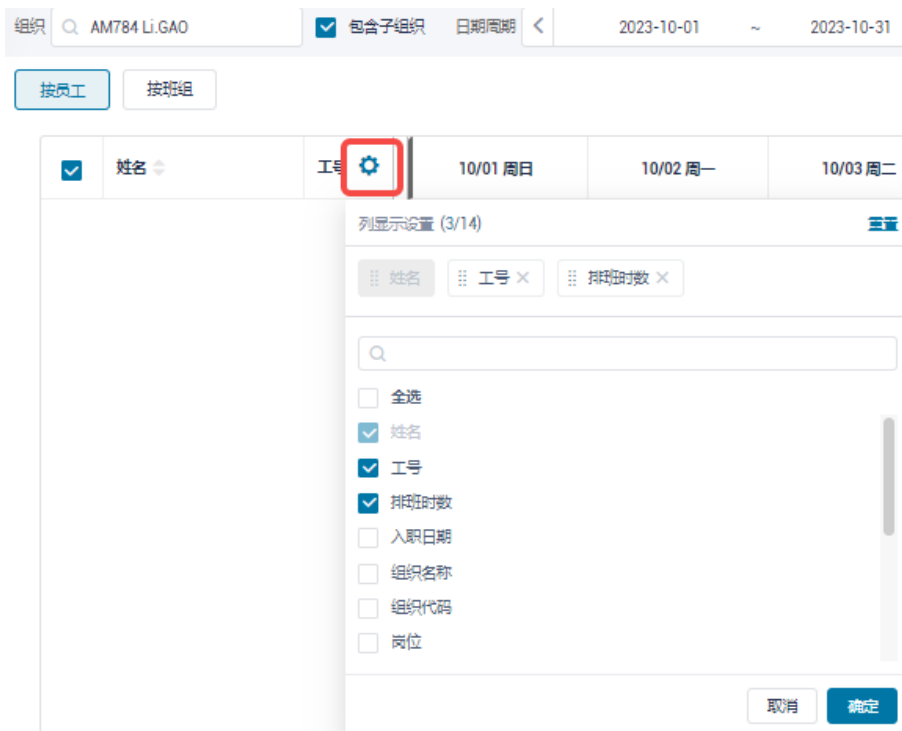 组织 AM784 Li.GAO 包含子组织 日期周期 < 2023-10-01 ~ 2023-10-31
按员工 按班组
姓名 工号 10/01 周日 10/02 周一 10/03 周二
列显示设置 (3/14) 重置
姓名 工号 × 排班时数 ×
全选
姓名
工号
排班时数
入职日期
组织名称
组织代码
岗位
取消 确定